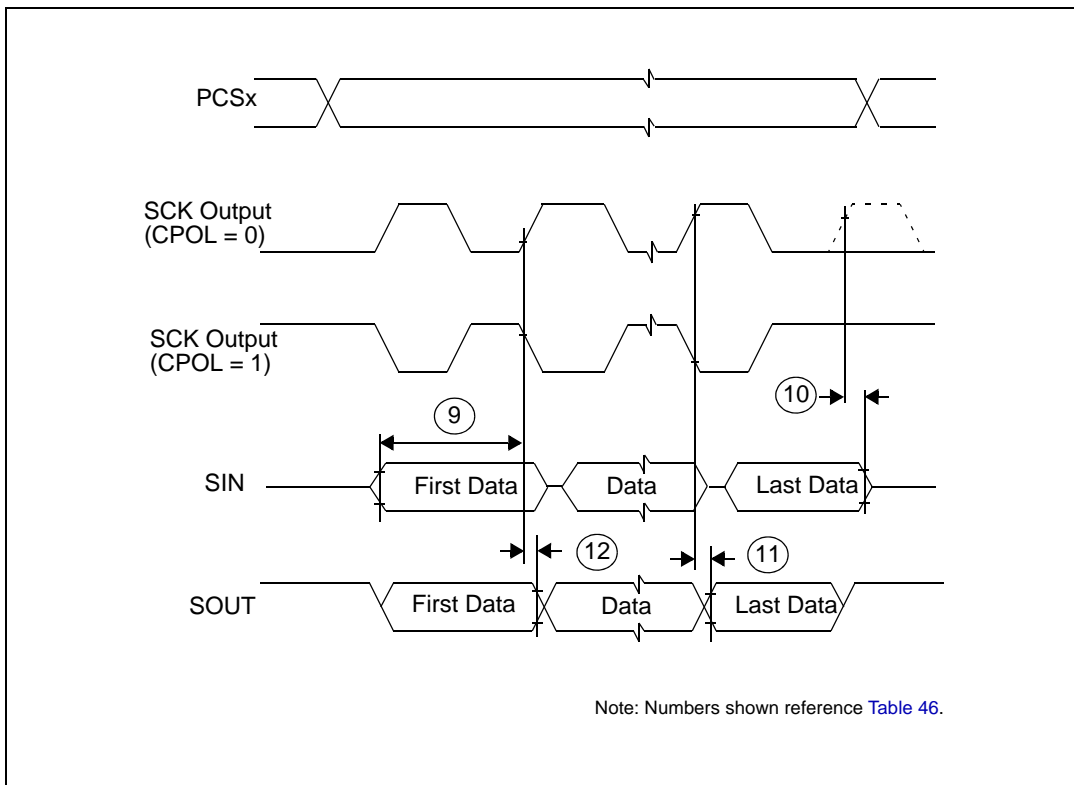 PCSx
SCK Output
(CPOL = 0)
SCK Output
(CPOL = 1)
10
9
SIN
First Data
Data
Last Data
12
11
SOUT
First Data
Data
Last Data
Note: Numbers shown reference Table 46.